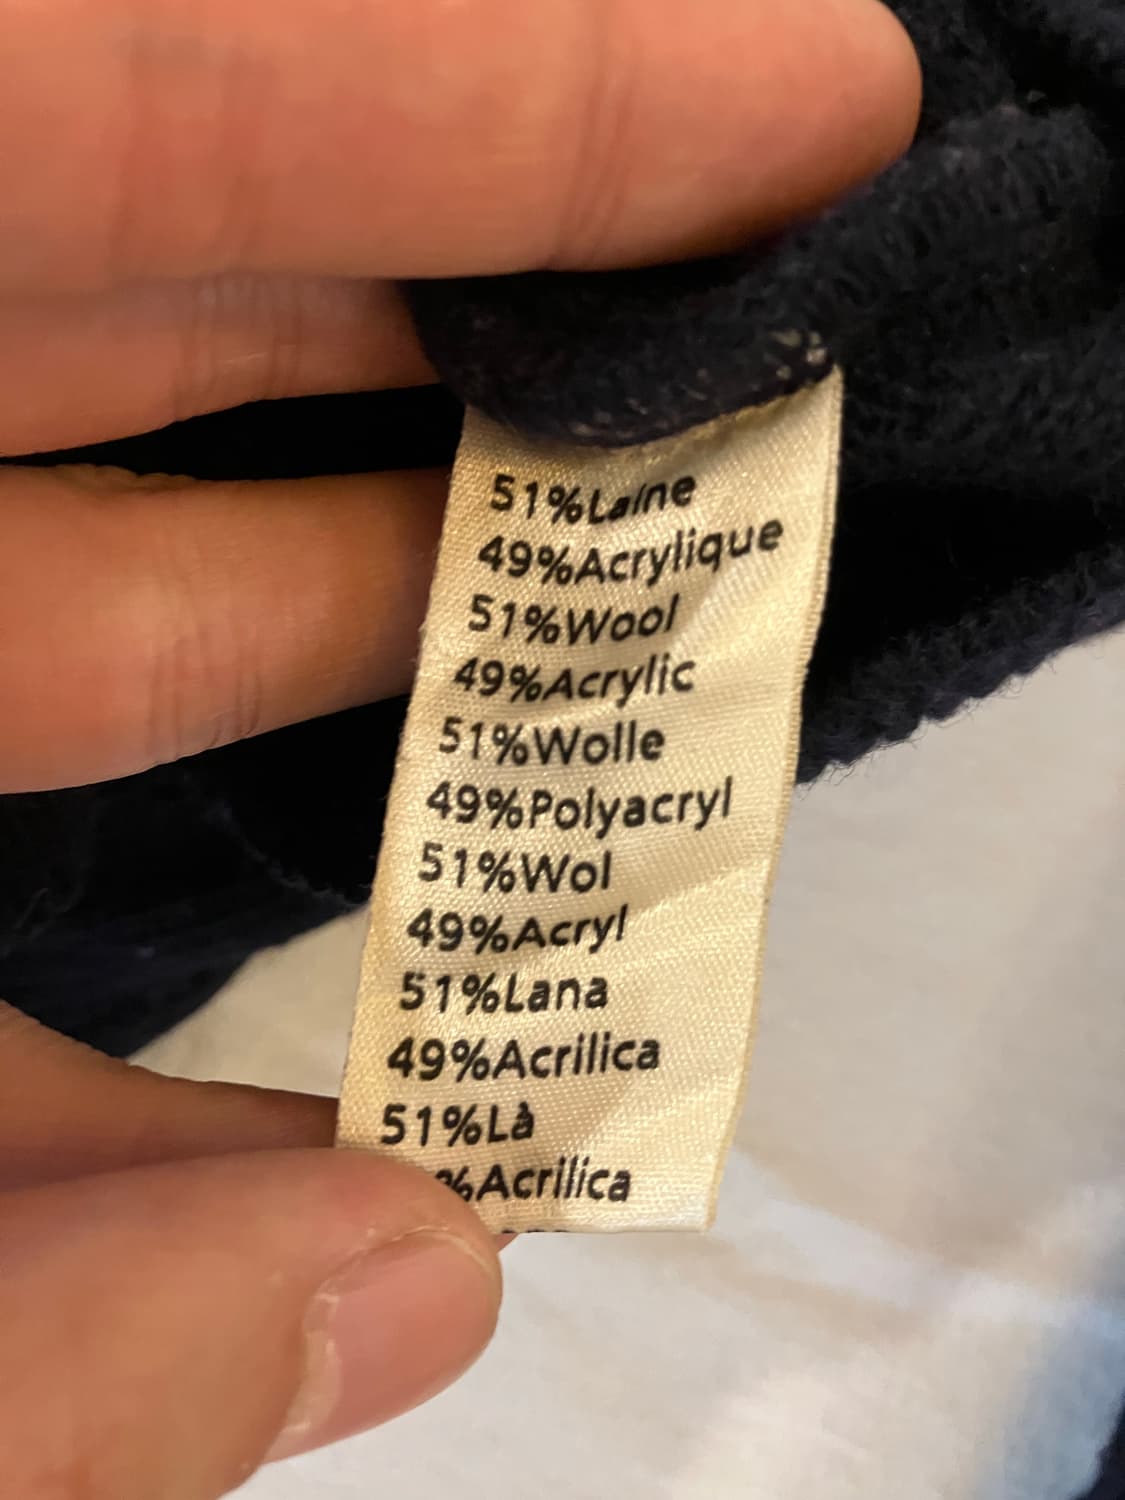 51%Laine
49%Acrylique
51%Wool
49%Acrylic
51%Wolle
49%Polyacryl
51%Wol
49%Acryl
51%Lana
49%Acrilica
51%Là
%Acrilica